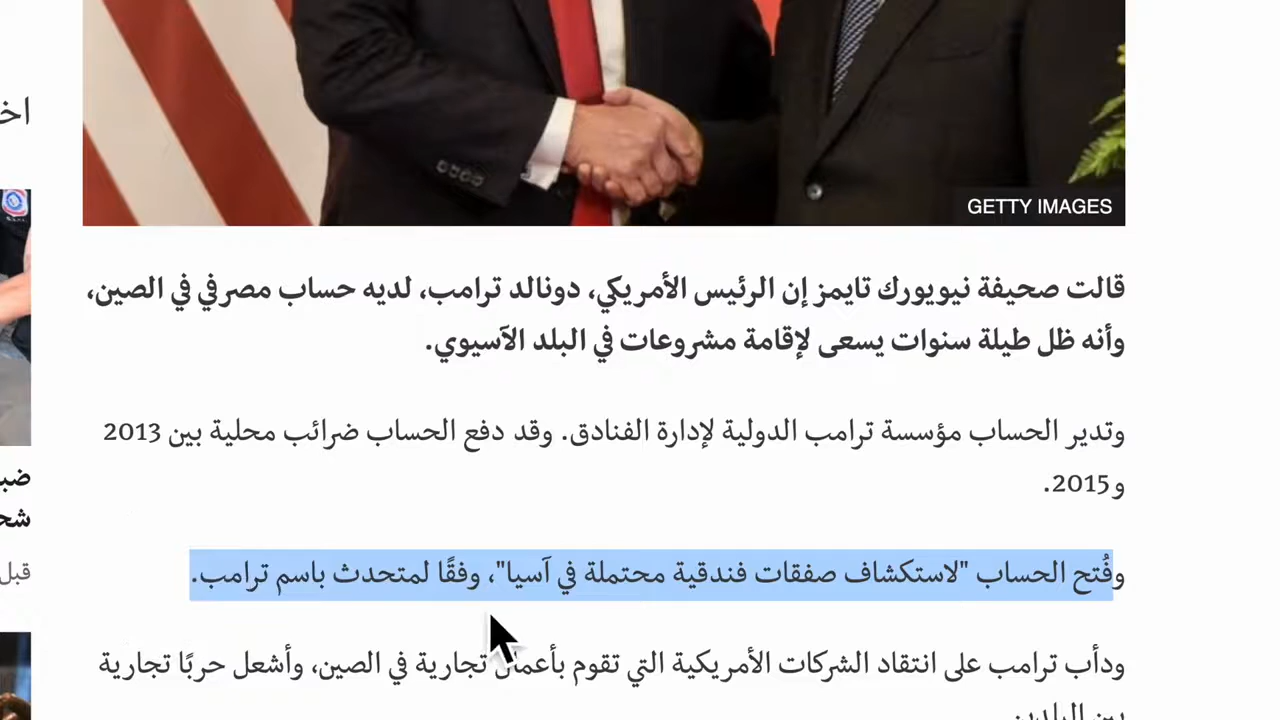 GETTY IMAGES
قالت صحيفة نيويورك تايمز إن الرئيس الأمريكي، دونالد ترامب، لديه حساب مصرفي في الصين،
وأنه ظل طيلة سنوات يسعى لإقامة مشروعات في البلد الآسيوي.
وتدير الحساب مؤسسة ترامب الدولية لإدارة الفنادق. وقد دفع الحساب ضرائب محلية بين 2013
و2015.
وفُتح الحساب "لاستكشاف صفقات فندقية محتملة في آسيا"، وفقًا لمتحدث باسم ترامب.
ودأب ترامب على انتقاد الشركات الأمريكية التي تقوم بأعمال تجارية في الصين، وأشعل حربًا تجارية
بين البلدين
قبل